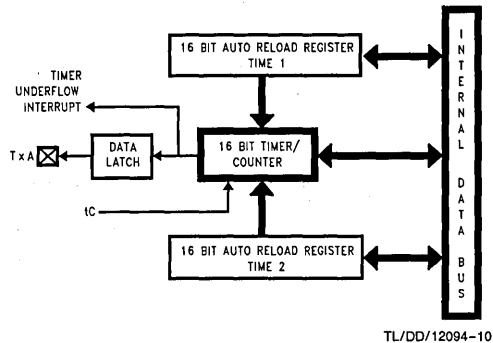 16 BIT AUTO RELOAD REGISTER
TIME 1
TIMER
UNDERFLOW
INTERRUPT
TxA
DATA
LATCH
16 BIT TIMER/
COUNTER
tC
16 BIT AUTO RELOAD REGISTER
TIME 2
INTERNAL DATA BUS
TL/DD/12094-10